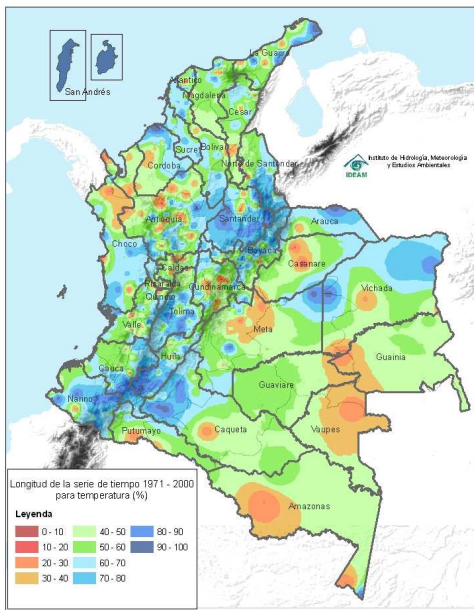 La Guajira
Atlántico
Magdalena
San Andrés
Cesar
Sucre
Bolívar
Cordoba
Norte de Santander
Instituto de Hidrología, Meteorología
y Estudios Ambientales
IDEAM
Antioquia
Santander
Arauca
Choco
Boyaca
Casanare
Caldas
Risaralda
Cundinamarca
Vichada
Quindio
Tolima
Meta
Valle
Guainia
Huila
Cauca
Guaviare
Nariño
Putumayo
Caqueta
Vaupes
Amazonas
Longitud de la serie de tiempo 1971 - 2000
para temperatura (%)
Leyenda
0 - 10
40 - 50
80 - 90
10 - 20
50 - 60
90 - 100
20 - 30
60 - 70
30 - 40
70 - 80